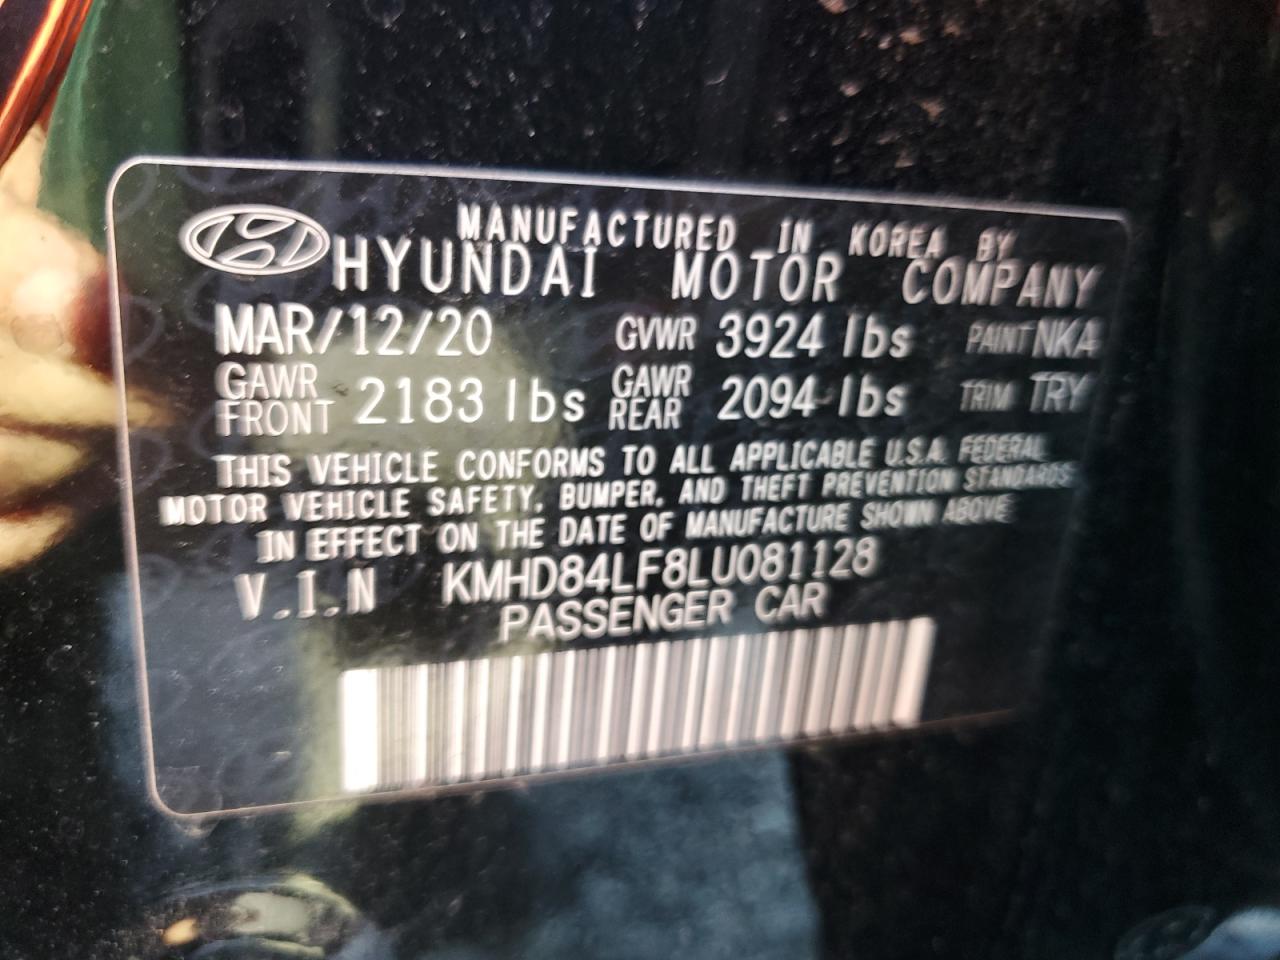 MANUFACTURED IN KOREA BY
HYUNDAI MOTOR COMPANY
MAR/12/20 GVWR 3924 lbs PAINT NKA
GAWR FRONT 2183 lbs GAWR REAR 2094 lbs TRIM TRY
THIS VEHICLE CONFORMS TO ALL APPLICABLE U.S.A. FEDERAL
MOTOR VEHICLE SAFETY, BUMPER, AND THEFT PREVENTION STANDARDS
IN EFFECT ON THE DATE OF MANUFACTURE SHOWN ABOVE
V.I.N KMHD84LF8LU081128
PASSENGER CAR